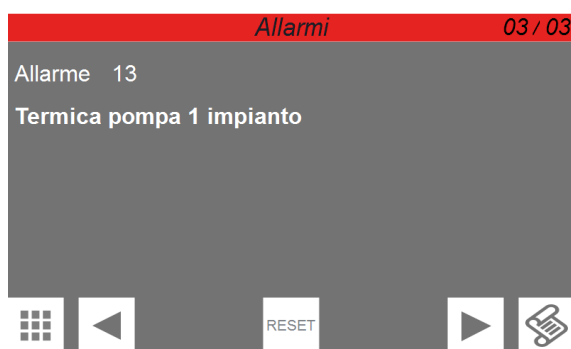 Allarmi 03 / 03
Allarme 13
Termica pompa 1 impianto
RESET